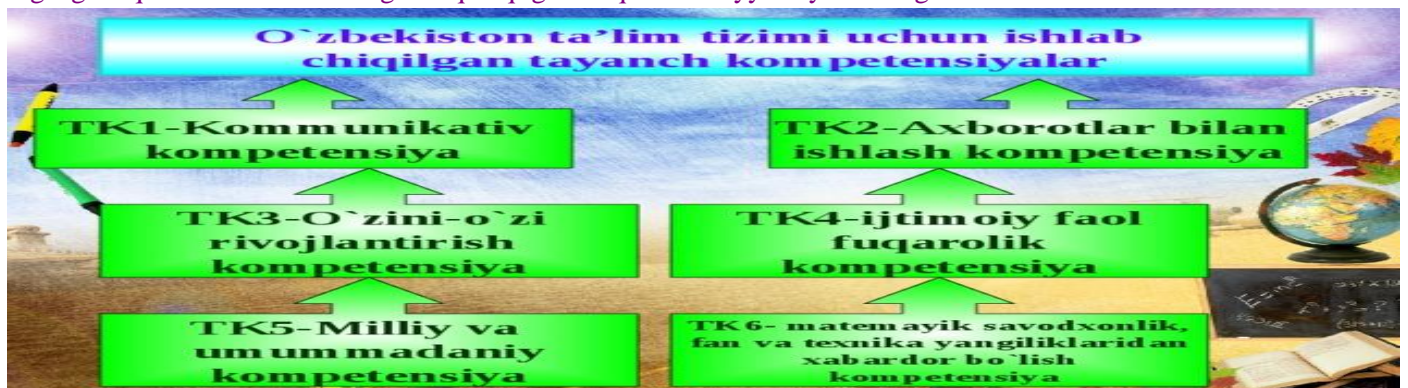 O`zbekiston ta’lim tizimi uchun ishlab
chiqilgan tayanch kompetensiyalar
TK1-Kommunikativ
kompetensiya
TK2-Axborotlar bilan
ishlash kompetensiya
TK3-O`zini-o`zi
rivojlantirish
kompetensiya
TK4-ijtimoiy faol
fuqarolik
kompetensiya
TK5-Milliy va
umummadaniy
kompetensiya
TK6- matemayik savodxonlik,
fan va texnika yangiliklaridan
xabardor bo`lish
kompetensiya